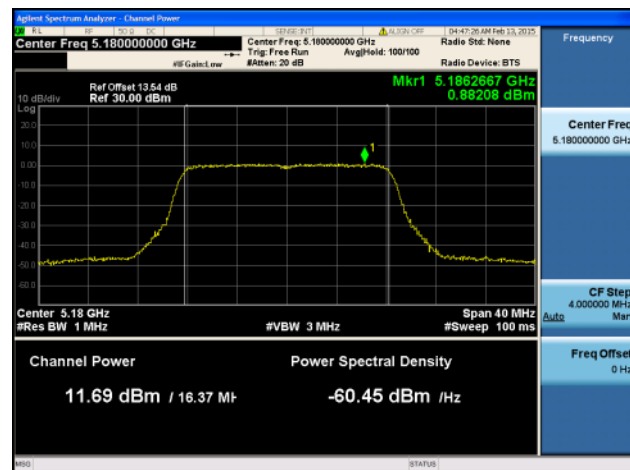 Agilent Spectrum Analyzer - Channel Power
RL RF 50 Ω DC SENSE:INT ALIGN OFF 04:47:26 AM Feb 13, 2015
Center Freq 5.180000000 GHz
Center Freq: 5.180000000 GHz
Radio Std: None
Trig: Free Run Avg|Hold: 100/100
#IFGain:Low
#Atten: 20 dB
Radio Device: BTS
Ref Offset 13.54 dB
Ref 30.00 dBm
10 dB/div
Log
Mkr1 5.1862667 GHz
0.88208 dBm
20.0
10.0
0.00
-10.0
-20.0
-30.0
-40.0
-50.0
-60.0
1
Center 5.18 GHz
Span 40 MHz
#Res BW 1 MHz
#VBW 3 MHz
#Sweep 100 ms
Channel Power
Power Spectral Density
11.69 dBm / 16.37 MH
-60.45 dBm /Hz
MSG
STATUS
Frequency
Center Freq
5.180000000 GHz
CF Step
4.000000 MHz
Auto Man
Freq Offset
0 Hz